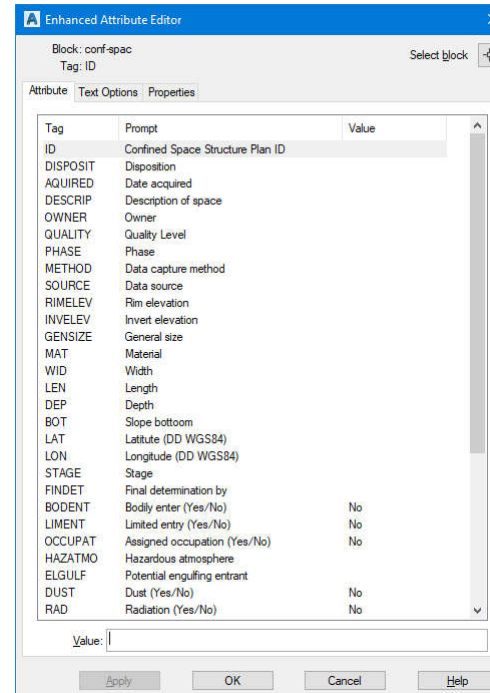 Enhanced Attribute Editor
Block: conf-spac
Tag: ID
Select block
Attribute Text Options Properties
Tag Prompt Value
ID Confined Space Structure Plan ID
DISPOSIT Disposition
AQUIRED Date acquired
DESCRIP Description of space
OWNER Owner
QUALITY Quality Level
PHASE Phase
METHOD Data capture method
SOURCE Data source
RIMELEV Rim elevation
INVELEV Invert elevation
GENSIZE General size
MAT Material
WID Width
LEN Length
DEP Depth
BOT Slope bottoom
LAT Latitute (DD WGS84)
LON Longitude (DD WGS84)
STAGE Stage
FINDET Final determination by
BODENT Bodily enter (Yes/No) No
LIMENT Limited entry (Yes/No) No
OCCUPAT Assigned occupation (Yes/No) No
HAZATMO Hazardous atmosphere
ELGULF Potential engulfing entrant
DUST Dust (Yes/No) No
RAD Radiation (Yes/No) No
Value:
Apply OK Cancel Help